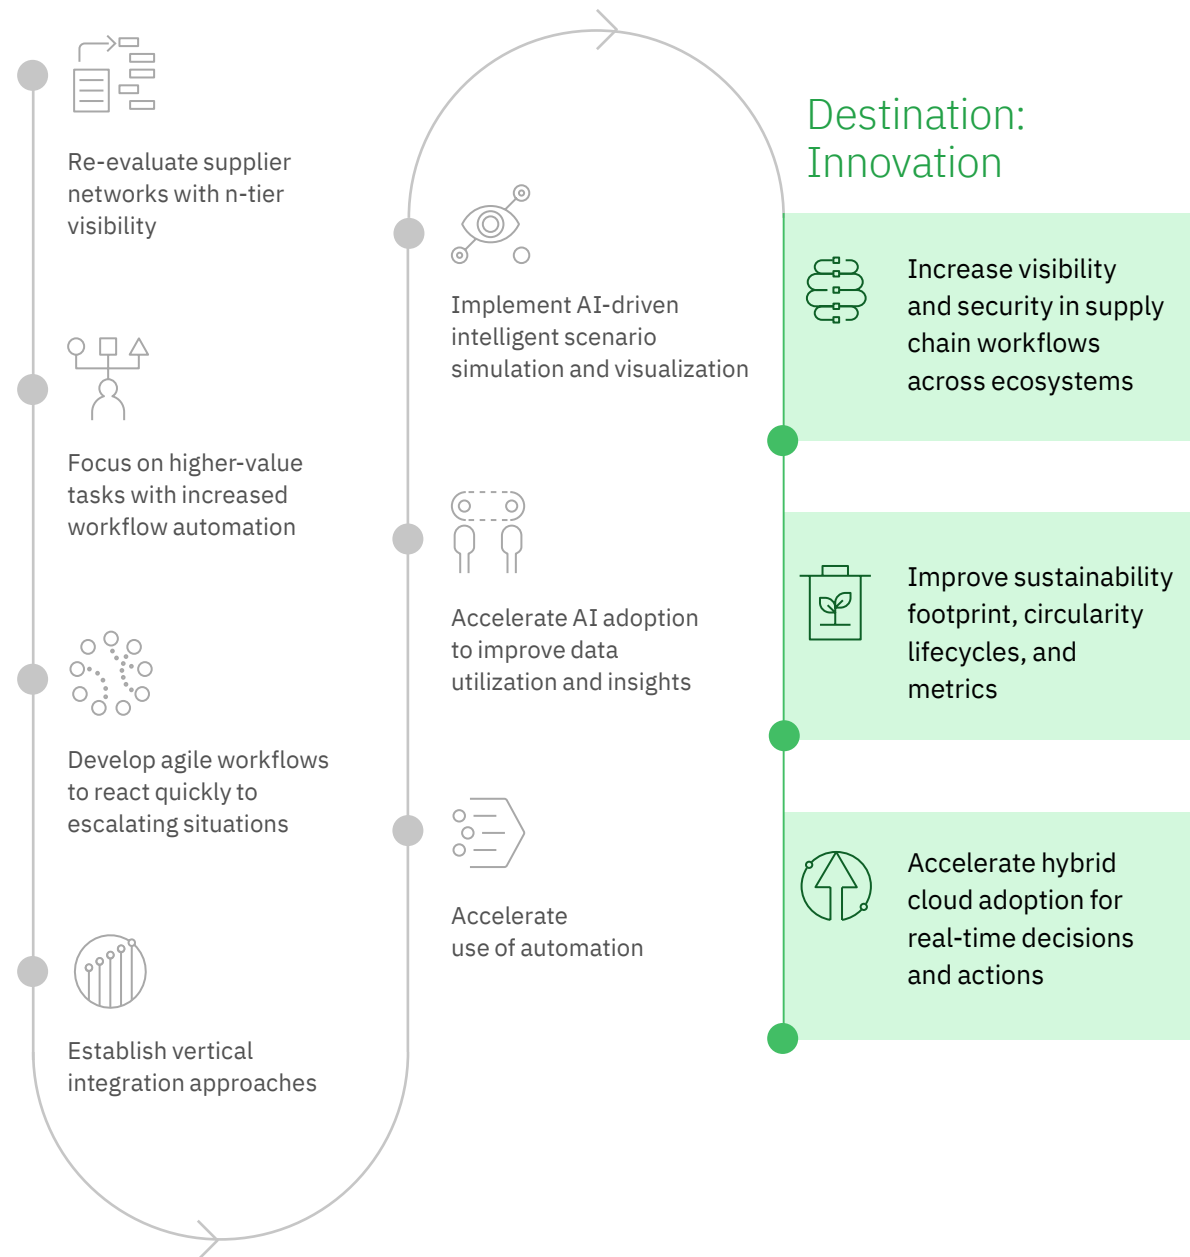 Re-evaluate supplier
networks with n-tier
visibility
Focus on higher-value
tasks with increased
workflow automation
Develop agile workflows
to react quickly to
escalating situations
Establish vertical
integration approaches
Implement AI-driven
intelligent scenario
simulation and visualization
Accelerate AI adoption
to improve data
utilization and insights
Accelerate
use of automation
Destination:
Innovation
Increase visibility
and security in supply
chain workflows
across ecosystems
Improve sustainability
footprint, circularity
lifecycles, and
metrics
Accelerate hybrid
cloud adoption for
real-time decisions
and actions